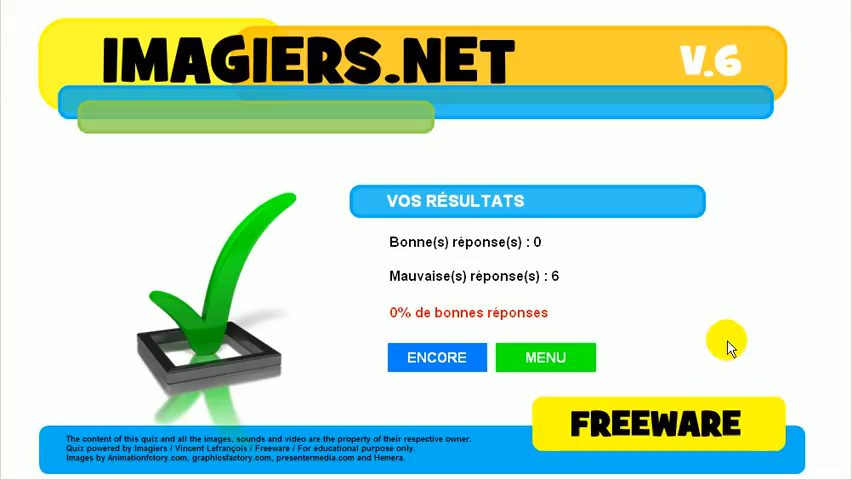 IMAGIERS.NET
V.6
VOS RÉSULTATS
Bonne(s) réponse(s) : 0
Mauvaise(s) réponse(s) : 6
0% de bonnes réponses
ENCORE
MENU
FREEWARE
The content of this quiz and all the images, sounds and video are the property of their respective owner.
Quiz powered by Imagiers / Vincent Lefrançois / Freeware / For educational purpose only.
Images by Animationfctory.com, graphicsfactory.com, presentermedia.com and Hemera.